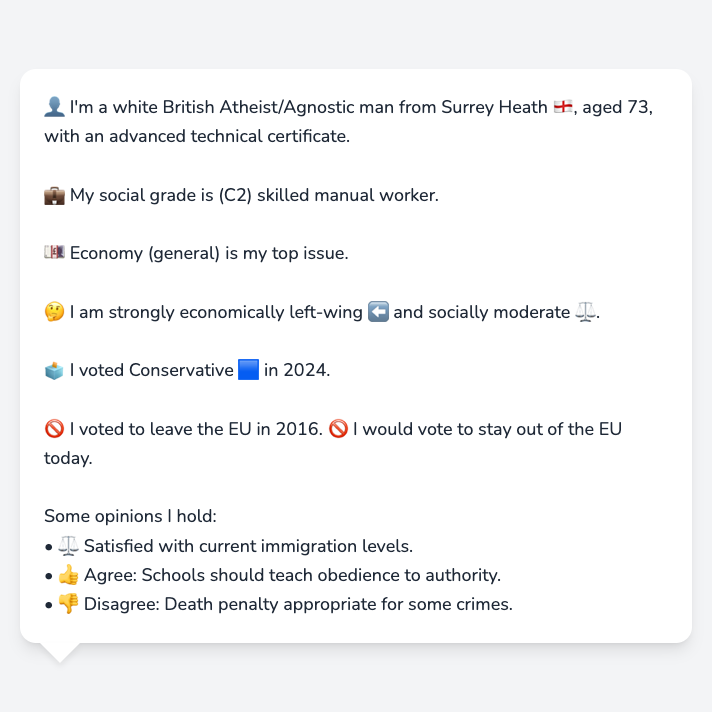 👤 I'm a white British Atheist/Agnostic man from Surrey Heath 🏴󠁧󠁢󠁥󠁮󠁧󠁿, aged 73,
with an advanced technical certificate.
💼 My social grade is (C2) skilled manual worker.
💷 Economy (general) is my top issue.
🤔 I am strongly economically left-wing ⬅️ and socially moderate ⚖️.
🗳️ I voted Conservative 🟦 in 2024.
🚫 I voted to leave the EU in 2016. 🚫 I would vote to stay out of the EU
today.
Some opinions I hold:
• ⚖️ Satisfied with current immigration levels.
• 👍 Agree: Schools should teach obedience to authority.
• 👎 Disagree: Death penalty appropriate for some crimes.